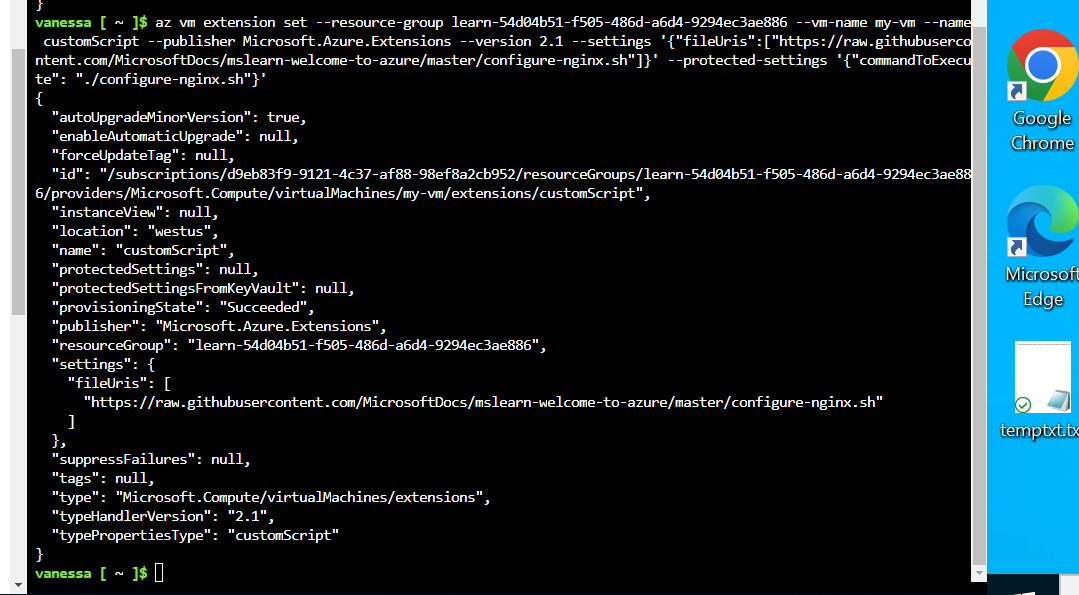 }
vanessa [ ~ ]$ az vm extension set --resource-group learn-54d04b51-f505-486d-a6d4-9294ec3ae886 --vm-name my-vm --name
customScript --publisher Microsoft.Azure.Extensions --version 2.1 --settings '{"fileUris":["https://raw.githubuserco
ntent.com/MicrosoftDocs/mslearn-welcome-to-azure/master/configure-nginx.sh"]}' --protected-settings '{"commandToExecu
te": "./configure-nginx.sh"}'
{
  "autoUpgradeMinorVersion": true,
  "enableAutomaticUpgrade": null,
  "forceUpdateTag": null,
  "id": "/subscriptions/d9eb83f9-9121-4c37-af88-98ef8a2cb952/resourceGroups/learn-54d04b51-f505-486d-a6d4-9294ec3ae88
6/providers/Microsoft.Compute/virtualMachines/my-vm/extensions/customScript",
  "instanceView": null,
  "location": "westus",
  "name": "customScript",
  "protectedSettings": null,
  "protectedSettingsFromKeyVault": null,
  "provisioningState": "Succeeded",
  "publisher": "Microsoft.Azure.Extensions",
  "resourceGroup": "learn-54d04b51-f505-486d-a6d4-9294ec3ae886",
  "settings": {
    "fileUris": [
      "https://raw.githubusercontent.com/MicrosoftDocs/mslearn-welcome-to-azure/master/configure-nginx.sh"
    ]
  },
  "suppressFailures": null,
  "tags": null,
  "type": "Microsoft.Compute/virtualMachines/extensions",
  "typeHandlerVersion": "2.1",
  "typePropertiesType": "customScript"
}
vanessa [ ~ ]$
Google
Chrome
Microsoft
Edge
temptxt.tx